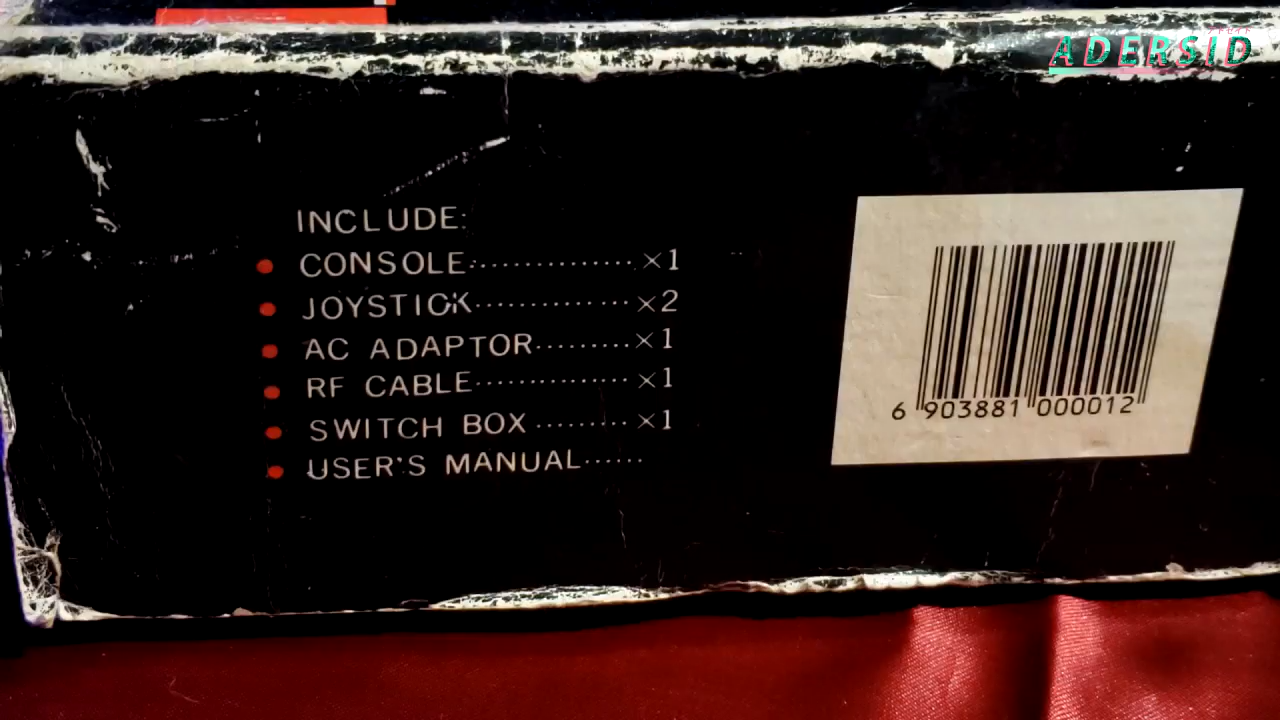 ADERSID
INCLUDE:
CONSOLE ............... ×1
JOYSTICK .............. ×2
AC ADAPTOR ......... ×1
RF CABLE .............. ×1
SWITCH BOX ......... ×1
USER'S MANUAL ......
6 903881 000012